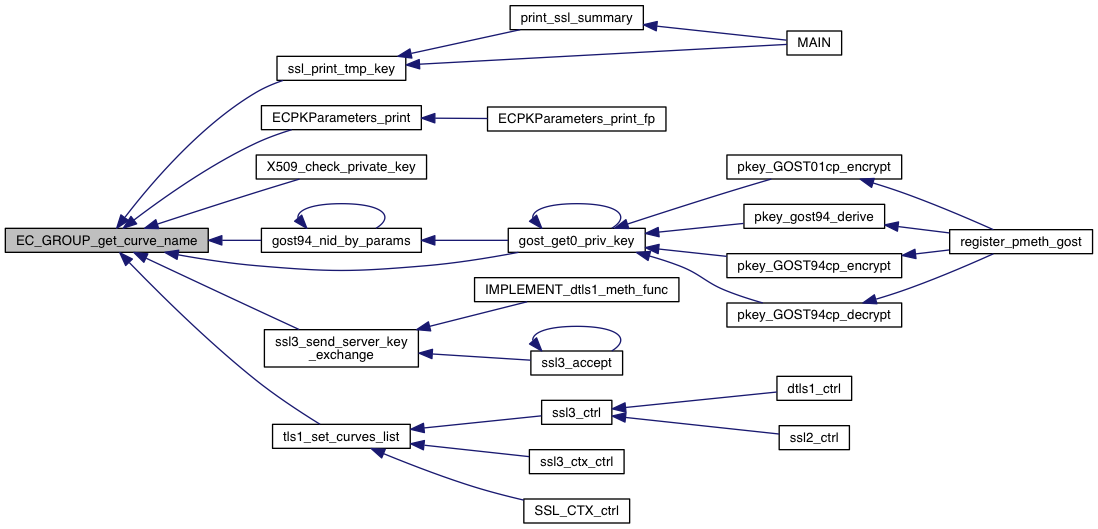 print_ssl_summary
MAIN
ssl_print_tmp_key
ECPKParameters_print
ECPKParameters_print_fp
X509_check_private_key
pkey_GOST01cp_encrypt
pkey_gost94_derive
EC_GROUP_get_curve_name
gost94_nid_by_params
gost_get0_priv_key
register_pmeth_gost
pkey_GOST94cp_encrypt
IMPLEMENT_dtls1_meth_func
pkey_GOST94cp_decrypt
ssl3_send_server_key
_exchange
ssl3_accept
dtls1_ctrl
ssl3_ctrl
tls1_set_curves_list
ssl2_ctrl
ssl3_ctx_ctrl
SSL_CTX_ctrl